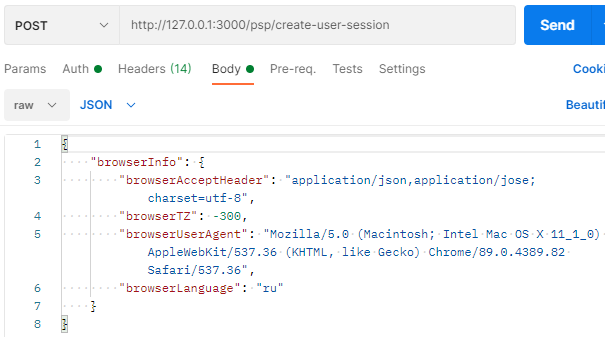 POST http://127.0.0.1:3000/psp/create-user-session Send
Params Auth Headers (14) Body Pre-req. Tests Settings
raw JSON
1 {
2 "browserInfo": {
3 "browserAcceptHeader": "application/json,application/jose;
charset=utf-8",
4 "browserTZ": -300,
5 "browserUserAgent": "Mozilla/5.0 (Macintosh; Intel Mac OS X 11_1_0)
AppleWebKit/537.36 (KHTML, like Gecko) Chrome/89.0.4389.82
Safari/537.36",
6 "browserLanguage": "ru"
7 }
8 }